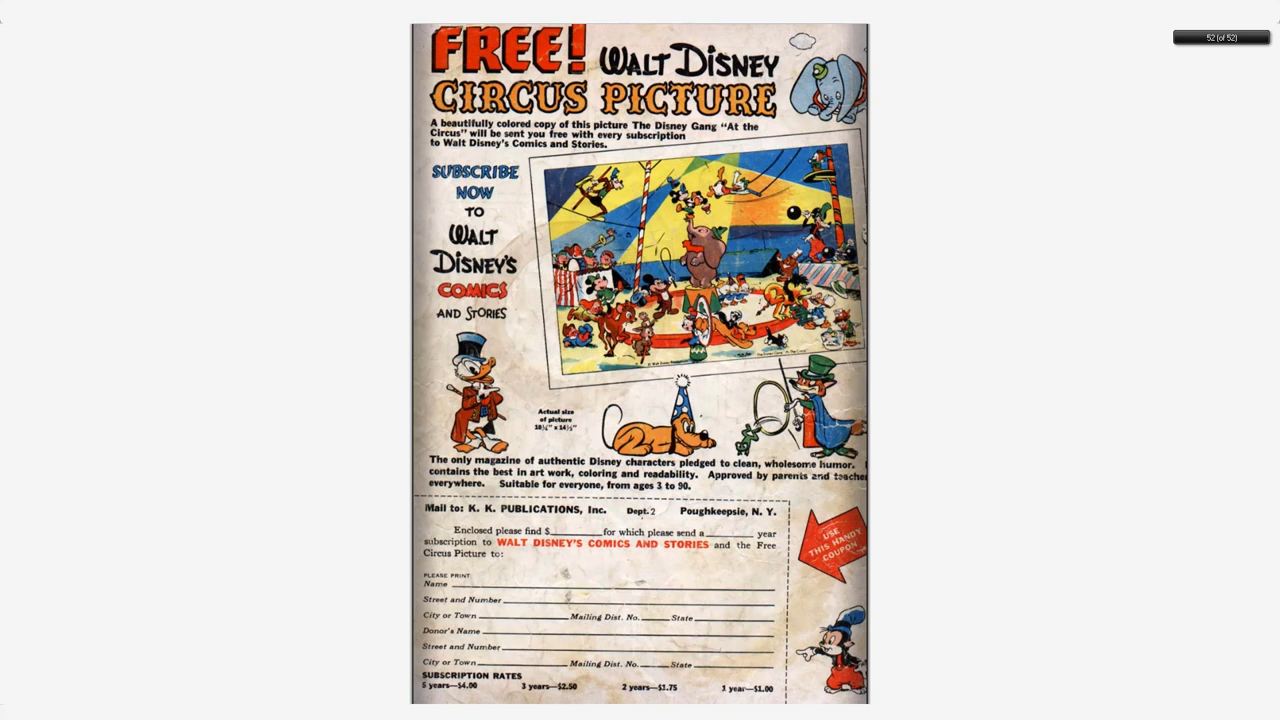 52 (of 52)
FREE! WALT DISNEY
CIRCUS PICTURE
A beautifully colored copy of this picture The Disney Gang "At the
Circus" will be sent you free with every subscription
to Walt Disney's Comics and Stories.
SUBSCRIBE
NOW
TO
WALT
DISNEY'S
COMICS
AND STORIES
Actual size
of picture
10½" x 14½"
The only magazine of authentic Disney characters pledged to clean, wholesome humor.
contains the best in art work, coloring and readability. Approved by parents and teache
everywhere. Suitable for everyone, from ages 3 to 90.
Mail to: K. K. PUBLICATIONS, Inc. Dept. 2 Poughkeepsie, N. Y.
Enclosed please find $ for which please send a year
subscription to WALT DISNEY'S COMICS AND STORIES and the Free
Circus Picture to:
USE
THIS HANDY
COUPON
PLEASE PRINT
Name
Street and Number
City or Town Mailing Dist. No. State
Donor's Name
Street and Number
City or Town Mailing Dist. No. State
SUBSCRIPTION RATES
5 years—$4.00 3 years—$2.50 2 years—$1.75 1 year—$1.00